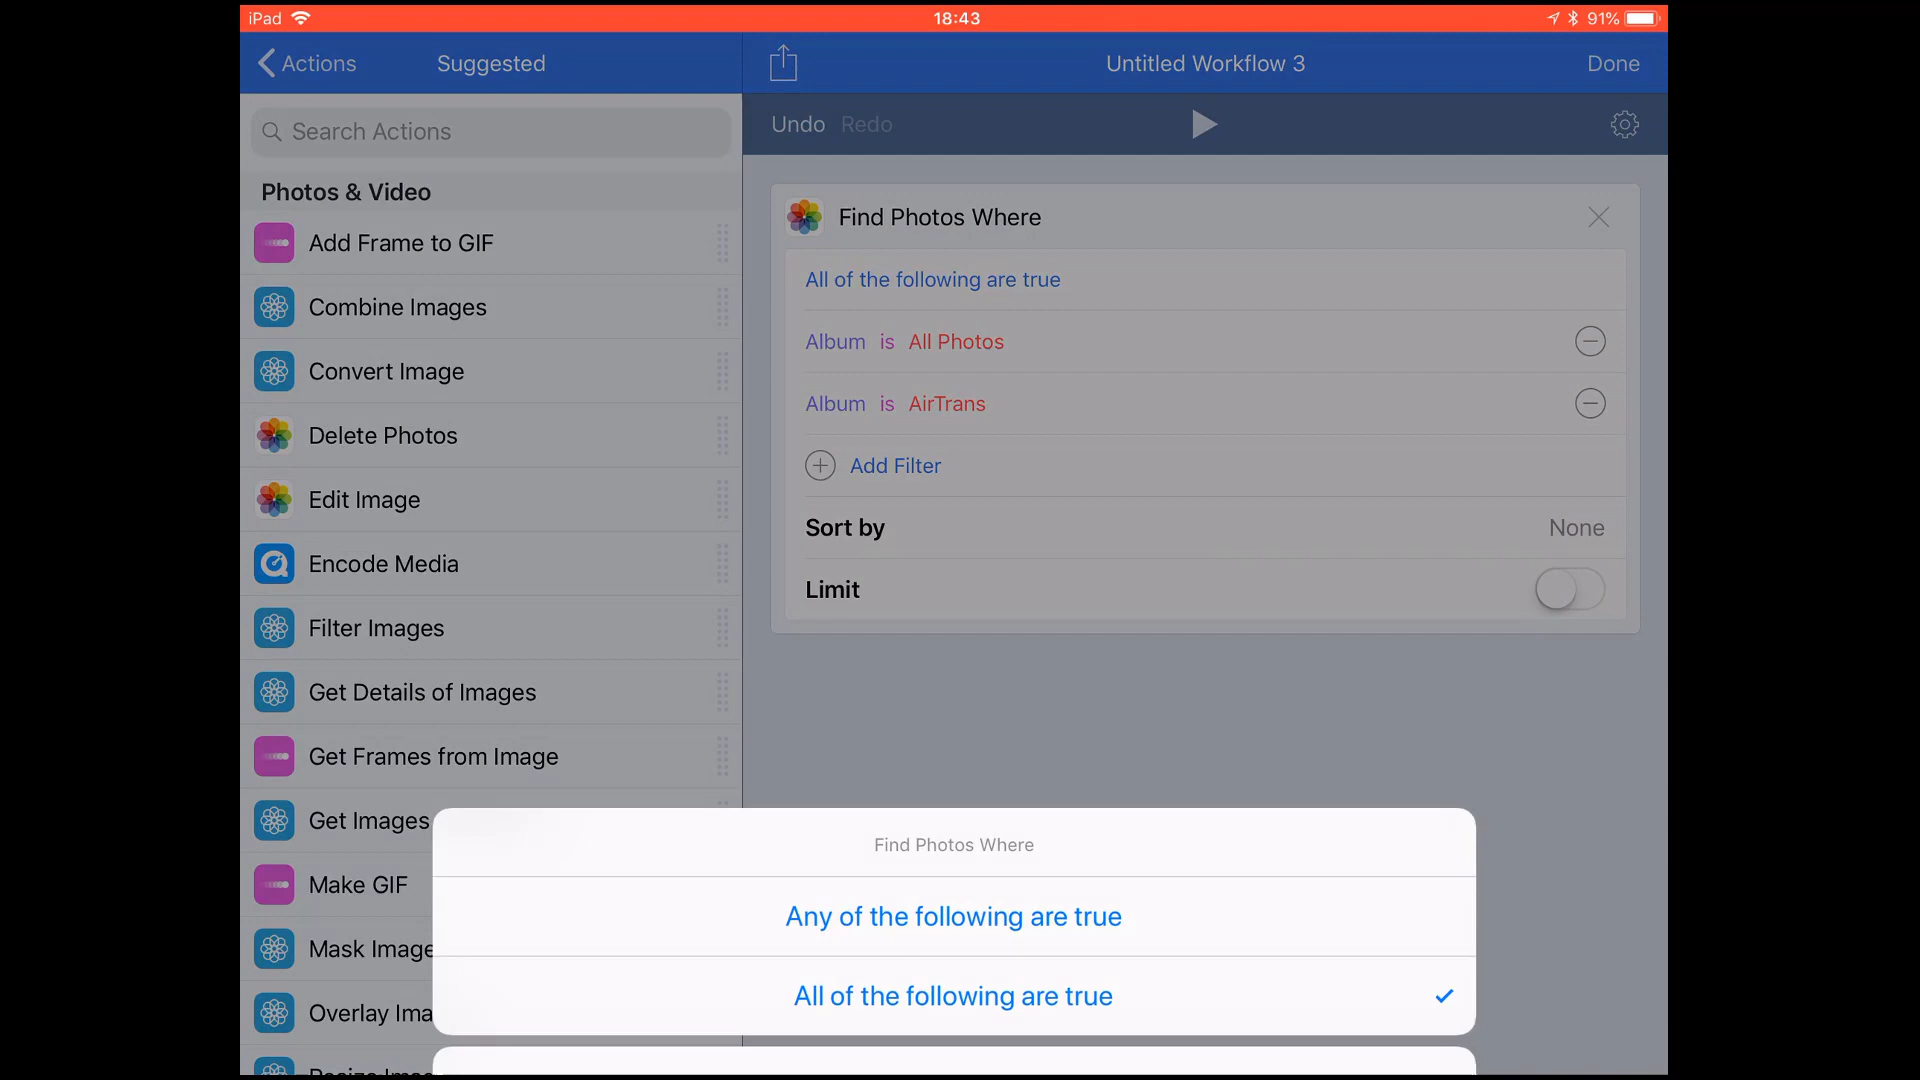 iPad
18:43
91%
Actions
Suggested
Untitled Workflow 3
Done
Search Actions
Undo
Redo
Photos & Video
Add Frame to GIF
Combine Images
Convert Image
Delete Photos
Edit Image
Encode Media
Filter Images
Get Details of Images
Get Frames from Image
Get Images
Make GIF
Mask Image
Overlay Ima
Find Photos Where
All of the following are true
Album is All Photos
Album is AirTrans
Add Filter
Sort by
None
Limit
Find Photos Where
Any of the following are true
All of the following are true